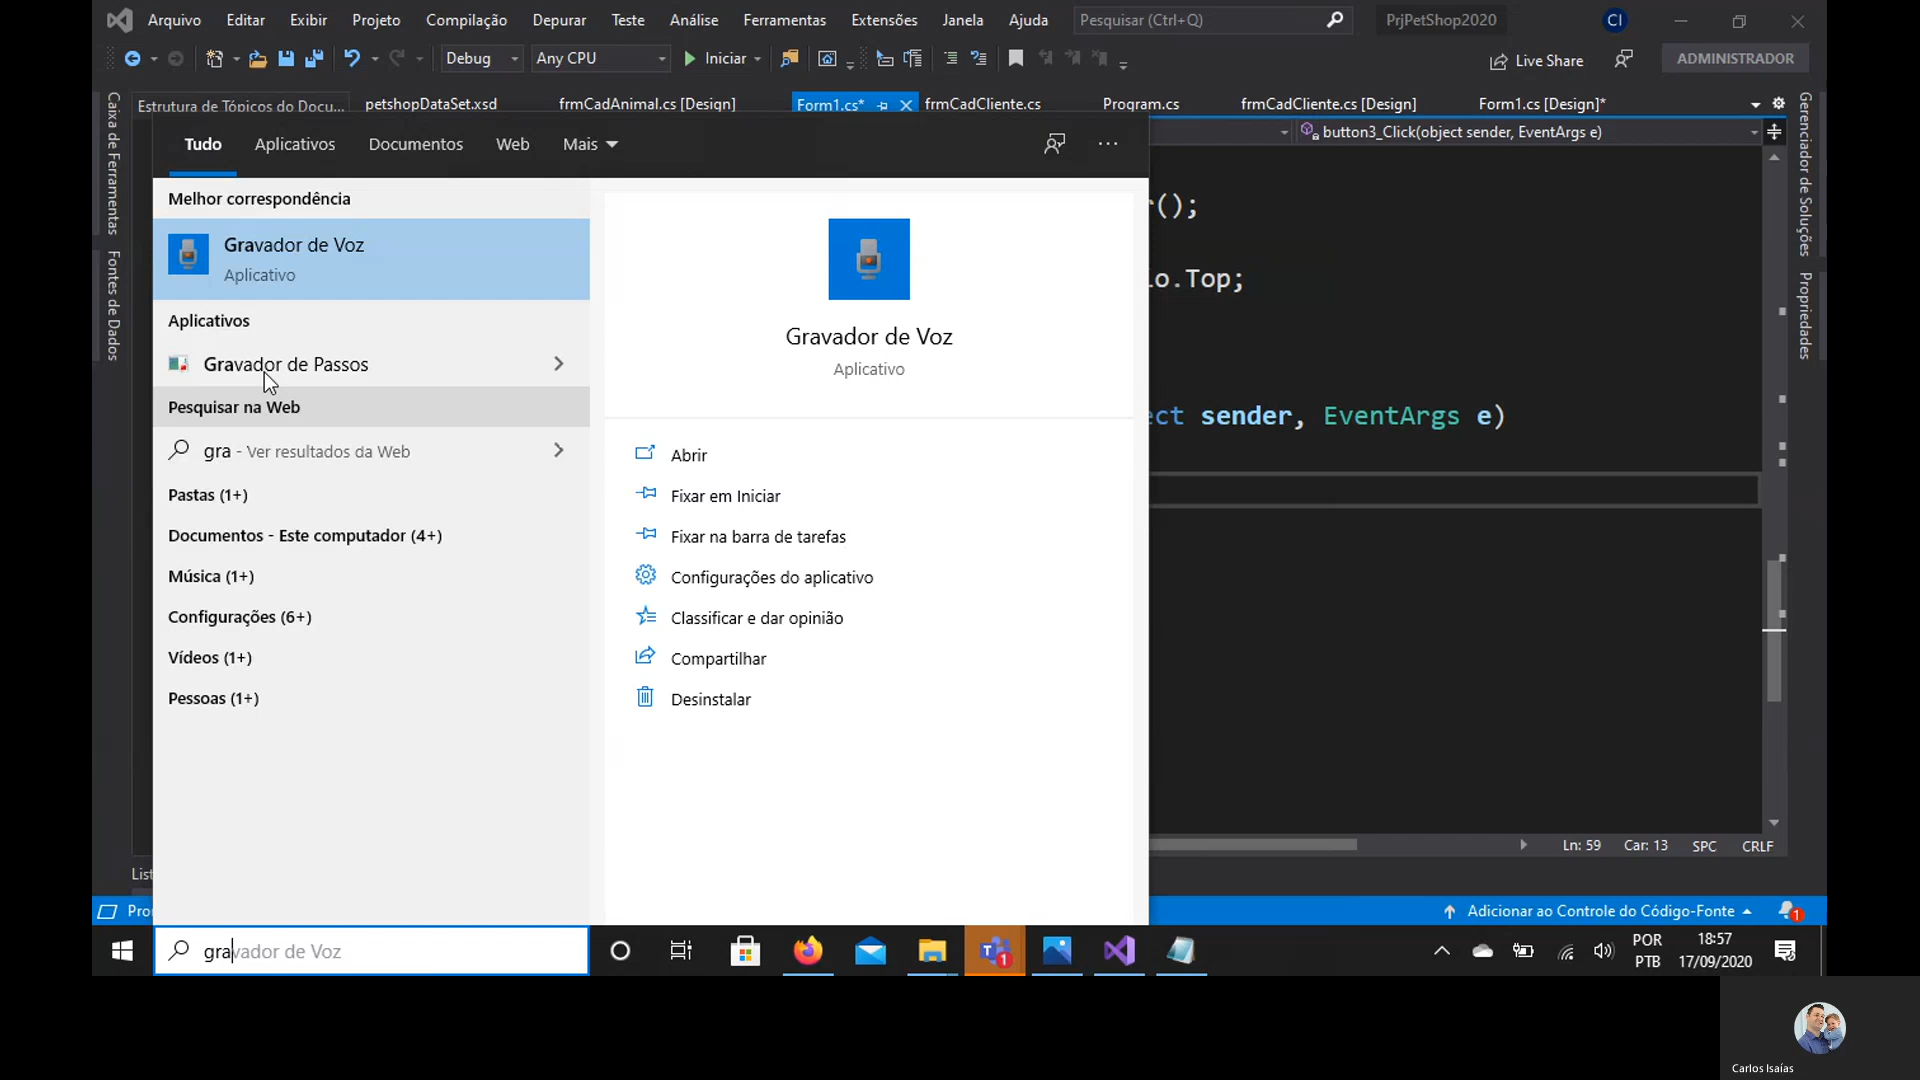 Arquivo Editar Exibir Projeto Compilação Depurar Teste Análise Ferramentas Extensões Janela Ajuda Pesquisar (Ctrl+Q) PrjPetShop2020 CI
Debug Any CPU Iniciar Live Share ADMINISTRADOR
Estrutura de Tópicos do Docu... petshopDataSet.xsd frmCadAnimal.cs [Design] Form1.cs* frmCadCliente.cs Program.cs frmCadCliente.cs [Design] Form1.cs [Design]*
button3_Click(object sender, EventArgs e)
Caixa de Ferramentas
Fontes de Dados
Gerenciador de Soluções
Propriedades
Tudo Aplicativos Documentos Web Mais
Melhor correspondência
Gravador de Voz
Aplicativo
Aplicativos
Gravador de Passos
Pesquisar na Web
gra - Ver resultados da Web
Pastas (1+)
Documentos - Este computador (4+)
Música (1+)
Configurações (6+)
Vídeos (1+)
Pessoas (1+)
Gravador de Voz
Aplicativo
Abrir
Fixar em Iniciar
Fixar na barra de tarefas
Configurações do aplicativo
Classificar e dar opinião
Compartilhar
Desinstalar
r();
io.Top;
ect sender, EventArgs e)
Ln: 59 Car: 13 SPC CRLF
List
Pro
Adicionar ao Controle do Código-Fonte 1
gravador de Voz
1
POR
PTB
18:57
17/09/2020
Carlos Isaías